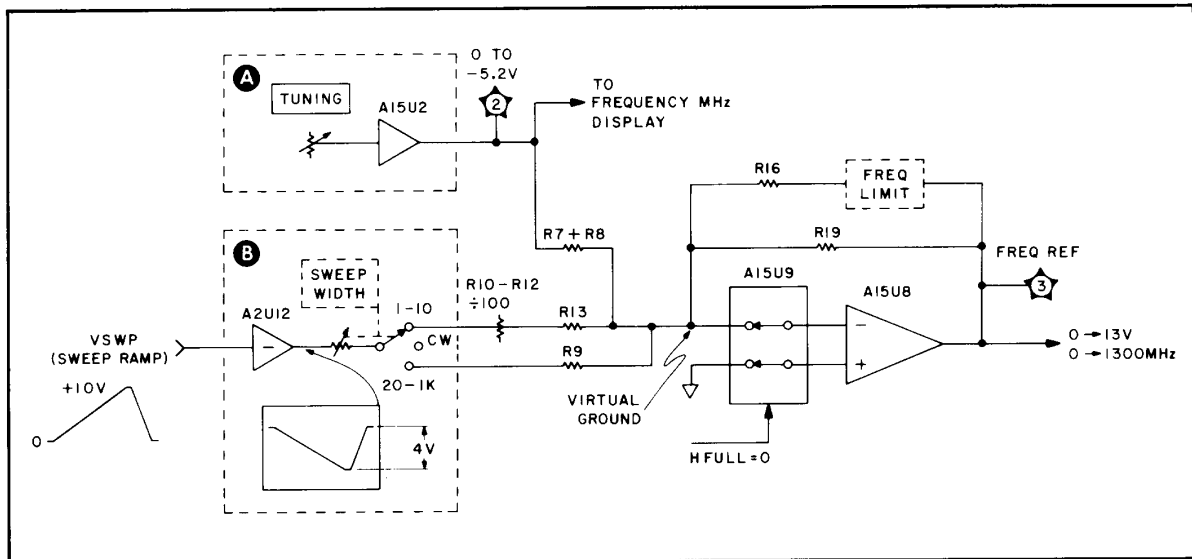 A
TUNING
A15U2
0 TO
-5.2V
2
TO
FREQUENCY MHz
DISPLAY
R16
FREQ
LIMIT
R7+R8
R19
FREQ REF
3
B
SWEEP
WIDTH
A2U12
1-10
CW
20-1K
R10-R12
÷100
R13
R9
A15U9
A15U8
VSWP
(SWEEP RAMP)
+10V
0
4V
VIRTUAL
GROUND
HFULL=0
0→13V
0→1300MHz
-
-
+